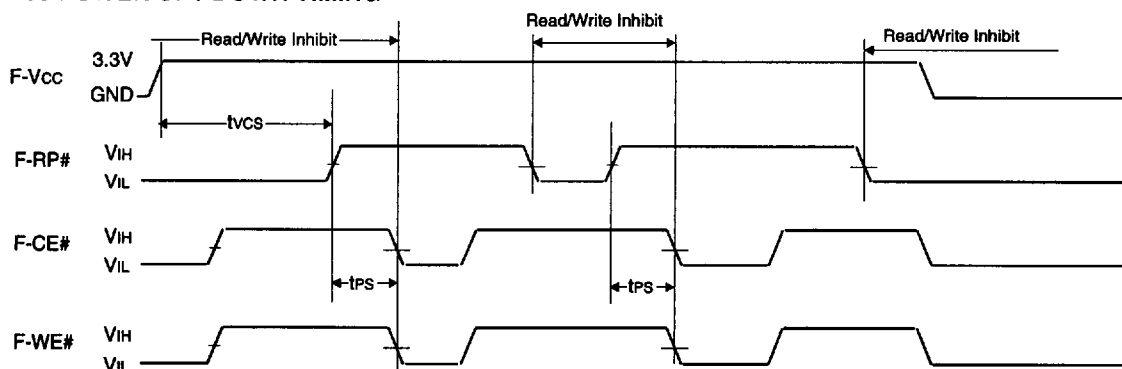 Read/Write Inhibit
Read/Write Inhibit
Read/Write Inhibit
F-VCC 3.3V
GND
tVCS
F-RP# VIH
VIL
F-CE# VIH
VIL
tPS tPS
F-WE# VIH
VIL